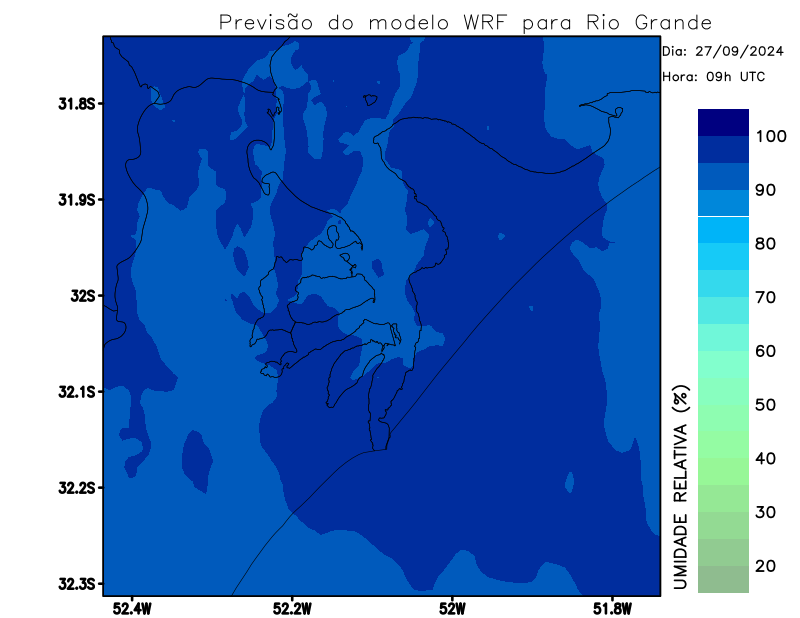 Previsão do modelo WRF para Rio Grande
Dia: 27/09/2024
Hora: 09h UTC
31.8S
31.9S
32S
32.1S
32.2S
32.3S
52.4W
52.2W
52W
51.8W
UMIDADE RELATIVA (%)
100
90
80
70
60
50
40
30
20